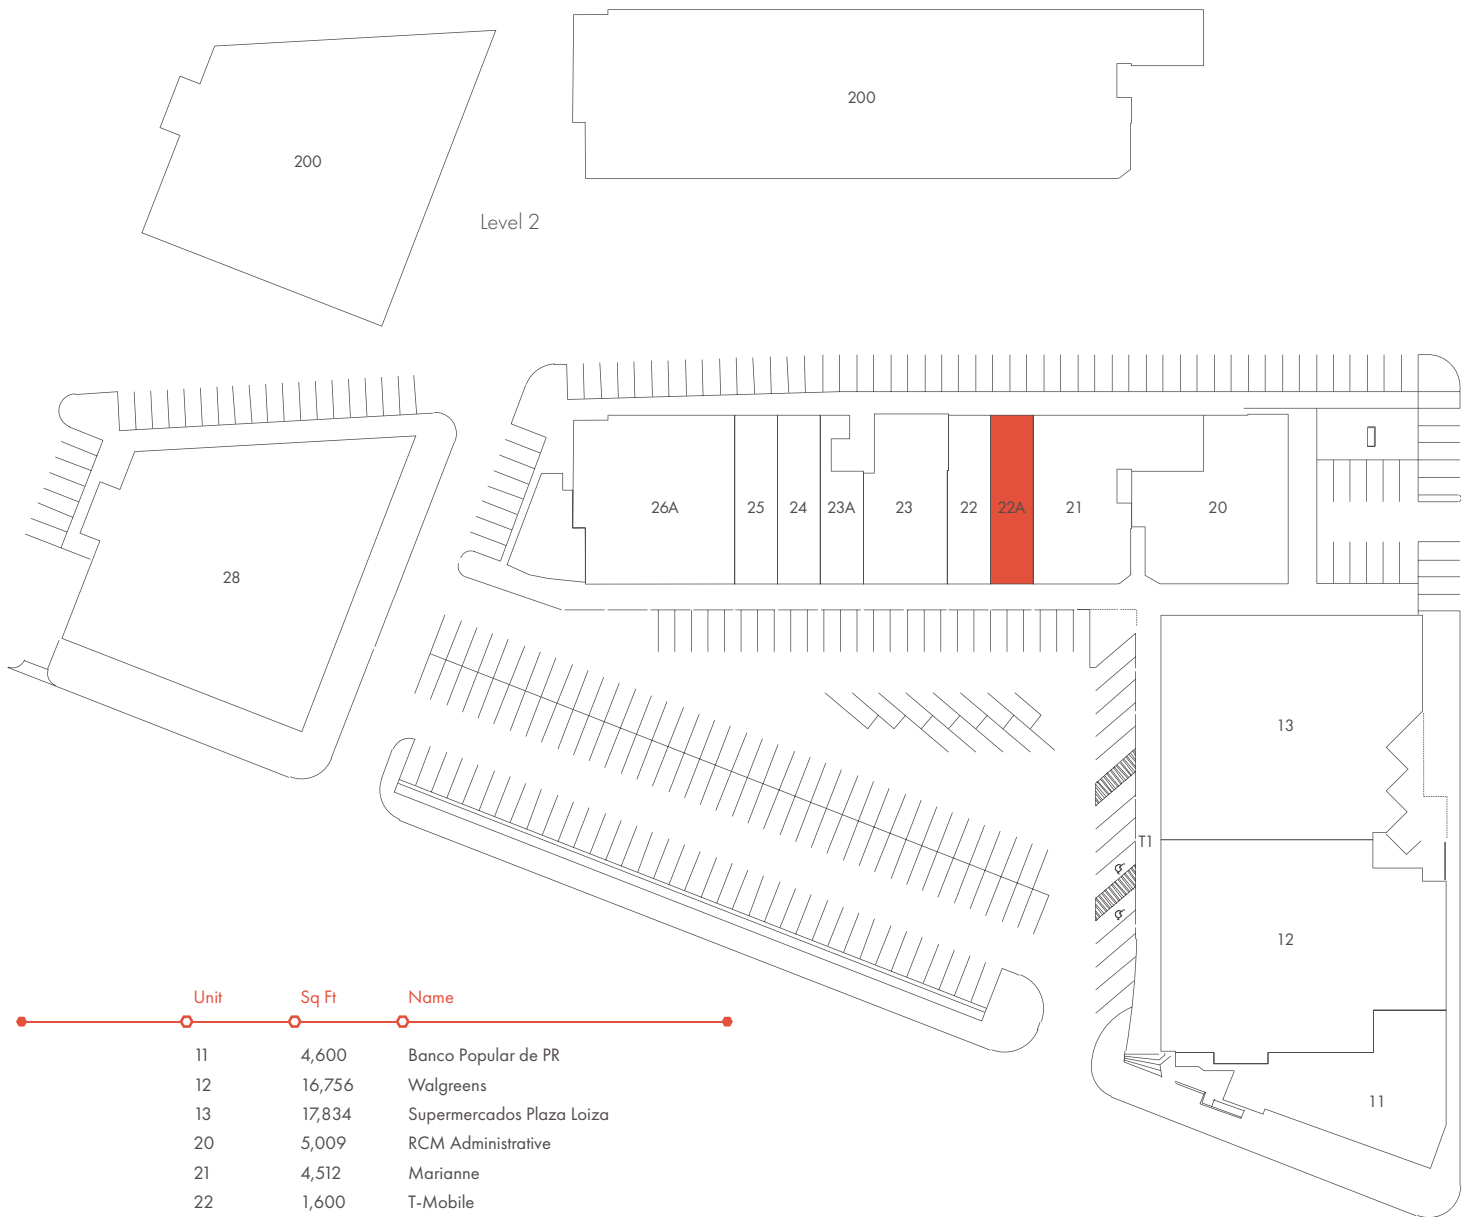 200
200
Level 2
26A 25 24 23A 23 22 22A 21 20
28
13
T1
12
11
Unit Sq Ft Name
11 4,600 Banco Popular de PR
12 16,756 Walgreens
13 17,834 Supermercados Plaza Loiza
20 5,009 RCM Administrative
21 4,512 Marianne
22 1,600 T-Mobile